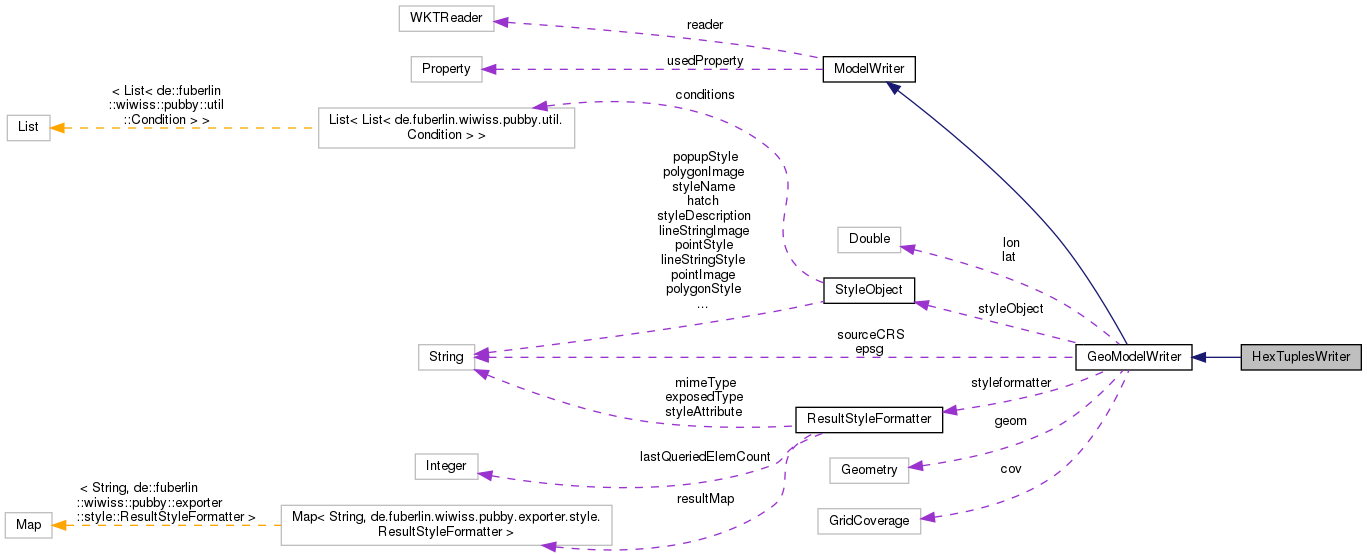 WKTReader
reader
Property
usedProperty
ModelWriter
< List< de::fuberlin
::wiwiss::pubby::util
::Condition > >
List
List< List< de.fuberlin.wiwiss.pubby.util.
Condition > >
conditions
popupStyle
polygonImage
styleName
hatch
styleDescription
lineStringImage
pointStyle
lineStringStyle
pointImage
polygonStyle
...
Double
lon
lat
StyleObject
styleObject
String
sourceCRS
epsg
GeoModelWriter
HexTuplesWriter
mimeType
exposedType
styleAttribute
ResultStyleFormatter
styleformatter
geom
Integer
lastQueriedElemCount
Geometry
cov
< String, de::fuberlin
::wiwiss::pubby::exporter
::style::ResultStyleFormatter >
Map
Map< String, de.fuberlin.wiwiss.pubby.exporter.style.
ResultStyleFormatter >
resultMap
GridCoverage